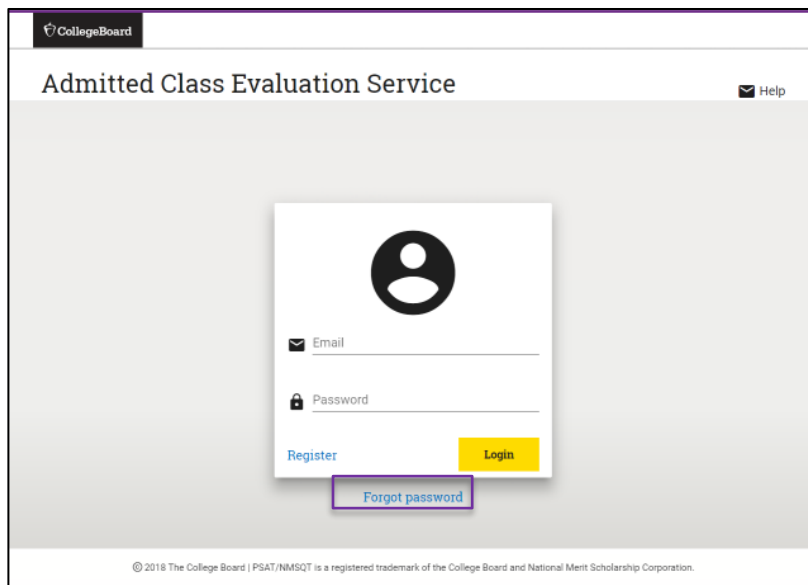 CollegeBoard
Admitted Class Evaluation Service
Help
Email
Password
Register
Login
Forgot password
© 2018 The College Board | PSAT/NMSQT is a registered trademark of the College Board and National Merit Scholarship Corporation.